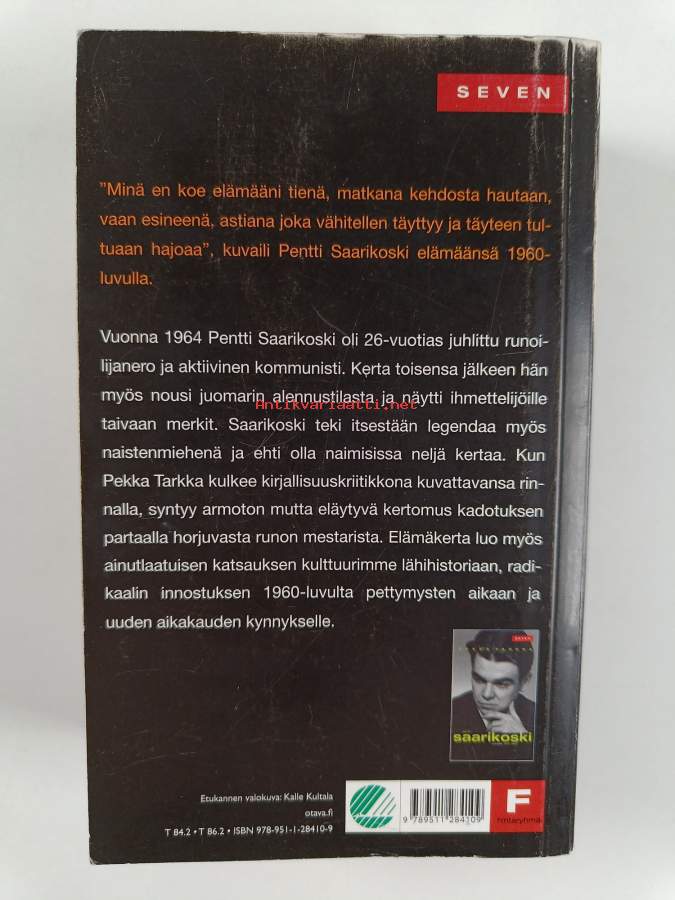 SEVEN
"Minä en koe elämääni tienä, matkana kehdosta hautaan,
vaan esineenä, astiana joka vähitellen täyttyy ja täyteen tul-
tuaan hajoaa", kuvaili Pentti Saarikoski elämäänsä 1960-
luvulla.
Vuonna 1964 Pentti Saarikoski oli 26-vuotias juhlittu runoi-
lijanero ja aktiivinen kommunisti. Kerta toisensa jälkeen hän
myös nousi juomarin alennustilasta ja näytti ihmettelijöille
Antikvariaatti.net
taivaan merkit. Saarikoski teki itsestään legendaa myös
naistenmiehenä ja ehti olla naimisissa neljä kertaa. Kun
Pekka Tarkka kulkee kirjallisuuskriitikkona kuvattavansa rin-
nalla, syntyy armoton mutta eläytyvä kertomus kadotuksen
partaalla horjuvasta runon mestarista. Elämäkerta luo myös
ainutlaatuisen katsauksen kulttuurimme lähihistoriaan, radi-
kaalin innostuksen 1960-luvulta pettymysten aikaan ja
uuden aikakauden kynnykselle.
SEVEN
saarikoski
Etukannen valokuva: Kalle Kultala
otava.fi
T 84.2 • T 86.2 • ISBN 978-951-1-28410-9
9 789511 284109
F